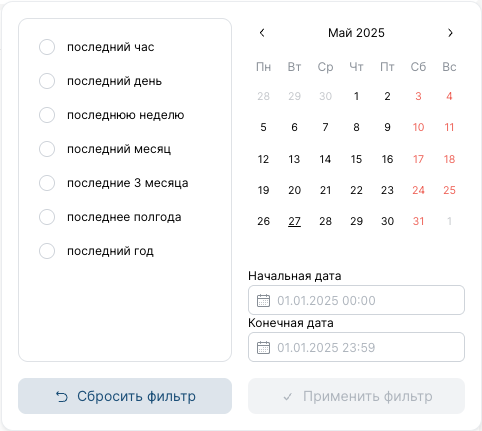 последний час
последний день
последнюю неделю
последний месяц
последние 3 месяца
последнее полгода
последний год
Май 2025
Пн Вт Ср Чт Пт Сб Вс
28 29 30 1 2 3 4
5 6 7 8 9 10 11
12 13 14 15 16 17 18
19 20 21 22 23 24 25
26 27 28 29 30 31 1
Начальная дата
01.01.2025 00:00
Конечная дата
01.01.2025 23:59
Сбросить фильтр
Применить фильтр